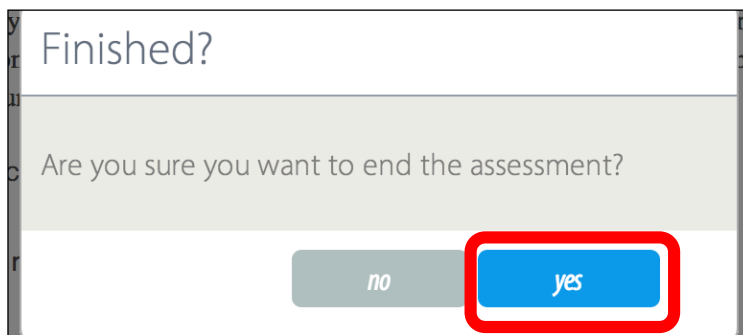 Finished?
Are you sure you want to end the assessment?
no yes